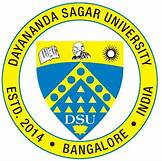 DAYANANDA SAGAR UNIVERSITY
DSU
ESTD. 2014 • BANGALORE • INDIA